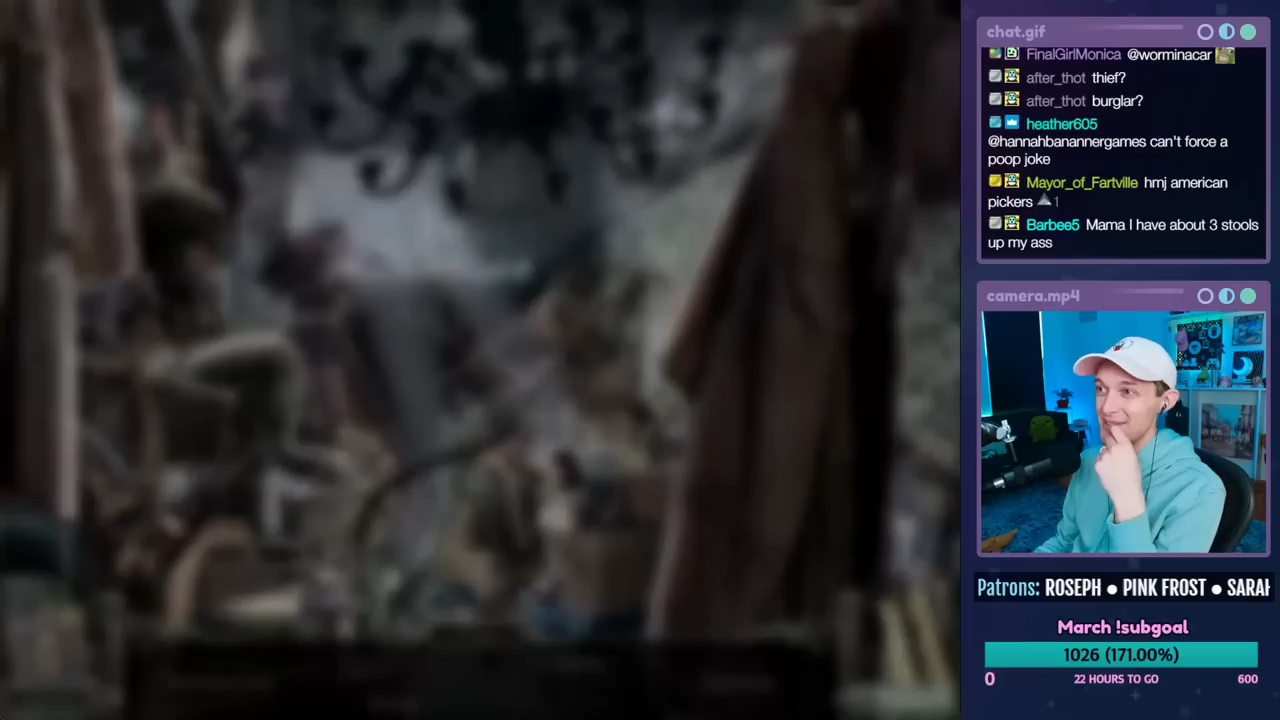 chat.gif
FinalGirlMonica @worminacar
after_thot thief?
after_thot burglar?
heather605
@hannahbanannergames can't force a
poop joke
Mayor_of_Fartville hmj american
pickers 1
Barbee5 Mama I have about 3 stools
up my ass
camera.mp4
Patrons: ROSEPH ● PINK FROST ● SARAH
March !subgoal
1026 (171.00%)
0 22 HOURS TO GO 600